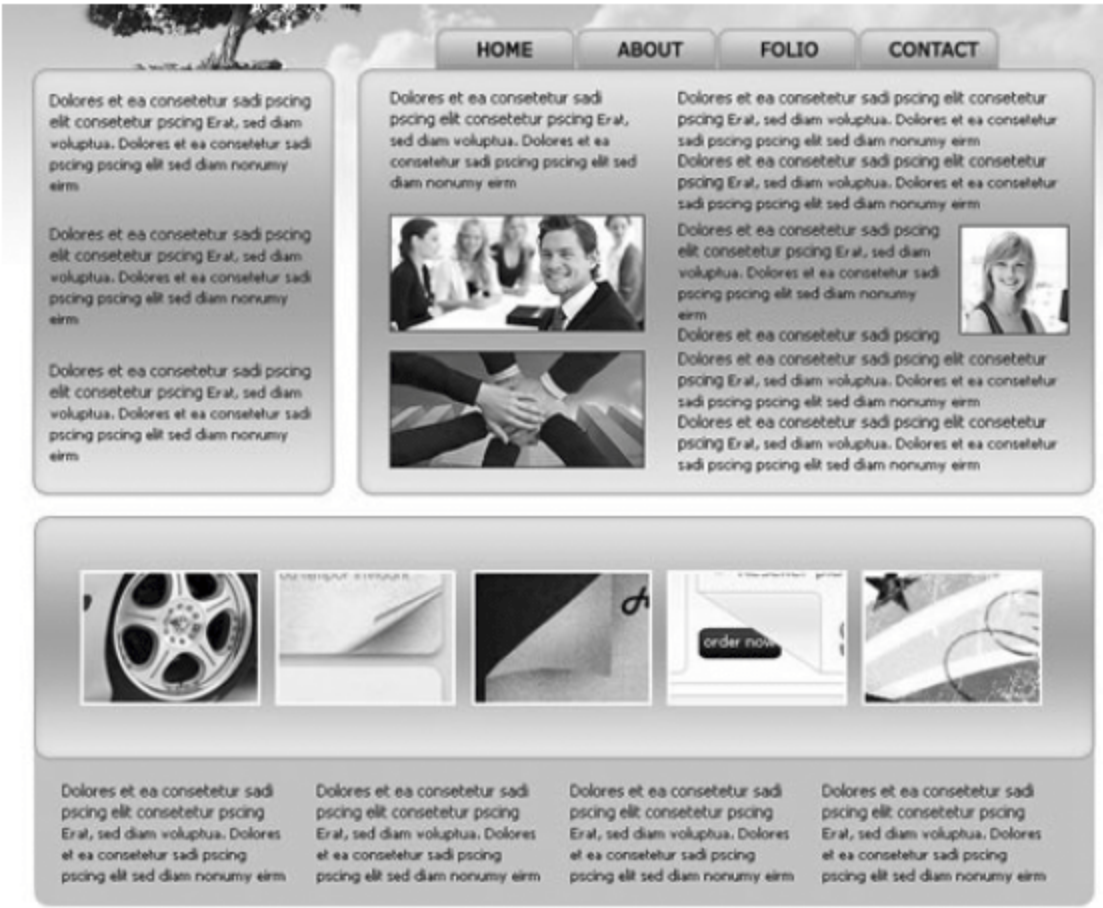 HOME
ABOUT
FOLIO
CONTACT
Dolores et ea consetetur sadi pscing
elit consetetur pscing Erat, sed diam
voluptua. Dolores et ea consetetur sadi
pscing pscing elit sed diam nonumy
eirm
Dolores et ea consetetur sadi pscing
elit consetetur pscing Erat, sed diam
voluptua. Dolores et ea consetetur sadi
pscing pscing elit sed diam nonumy
eirm
Dolores et ea consetetur sadi pscing
elit consetetur pscing Erat, sed diam
voluptua. Dolores et ea consetetur sadi
pscing pscing elit sed diam nonumy
eirm
Dolores et ea consetetur sadi
pscing elit consetetur pscing Erat,
sed diam voluptua. Dolores et ea
consetetur sadi pscing pscing elit sed
diam nonumy eirm
Dolores et ea consetetur sadi pscing elit consetetur
pscing Erat, sed diam voluptua. Dolores et ea consetetur
sadi pscing pscing elit sed diam nonumy eirm
Dolores et ea consetetur sadi pscing elit consetetur
pscing Erat, sed diam voluptua. Dolores et ea consetetur
sadi pscing pscing elit sed diam nonumy eirm
Dolores et ea consetetur sadi pscing
elit consetetur pscing Erat, sed diam
voluptua. Dolores et ea consetetur sadi
pscing pscing elit sed diam nonumy
eirm
Dolores et ea consetetur sadi pscing
Dolores et ea consetetur sadi pscing elit consetetur
pscing Erat, sed diam voluptua. Dolores et ea consetetur
sadi pscing pscing elit sed diam nonumy eirm
Dolores et ea consetetur sadi pscing elit consetetur
pscing Erat, sed diam voluptua. Dolores et ea consetetur
sadi pscing pscing elit sed diam nonumy eirm
order now
Dolores et ea consetetur sadi
pscing elit consetetur pscing
Erat, sed diam voluptua. Dolores
et ea consetetur sadi pscing
pscing elit sed diam nonumy eirm
Dolores et ea consetetur sadi
pscing elit consetetur pscing
Erat, sed diam voluptua. Dolores
et ea consetetur sadi pscing
pscing elit sed diam nonumy eirm
Dolores et ea consetetur sadi
pscing elit consetetur pscing
Erat, sed diam voluptua. Dolores
et ea consetetur sadi pscing
pscing elit sed diam nonumy eirm
Dolores et ea consetetur sadi
pscing elit consetetur pscing
Erat, sed diam voluptua. Dolores
et ea consetetur sadi pscing
pscing elit sed diam nonumy eirm